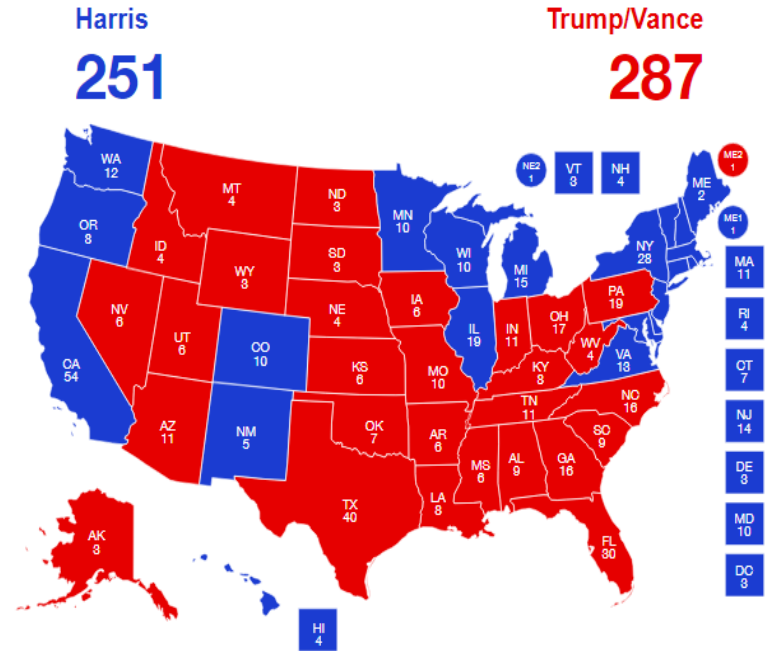 Harris
Trump/Vance
251
287
WA
12
MT
4
ND
3
MN
10
NE2
1
VT
3
NH
4
ME2
1
ME
2
ME1
1
OR
8
ID
4
WY
3
SD
3
WI
10
MI
15
NY
28
MA
11
NV
6
UT
6
CO
10
NE
4
IA
6
IL
19
IN
11
OH
17
PA
19
RI
4
CA
54
KS
6
MO
10
KY
8
WV
4
VA
13
CT
7
AZ
11
NM
5
OK
7
AR
6
TN
11
NC
16
SC
9
NJ
14
MS
6
AL
9
GA
16
DE
3
TX
40
LA
8
FL
30
MD
10
AK
3
DC
3
HI
4